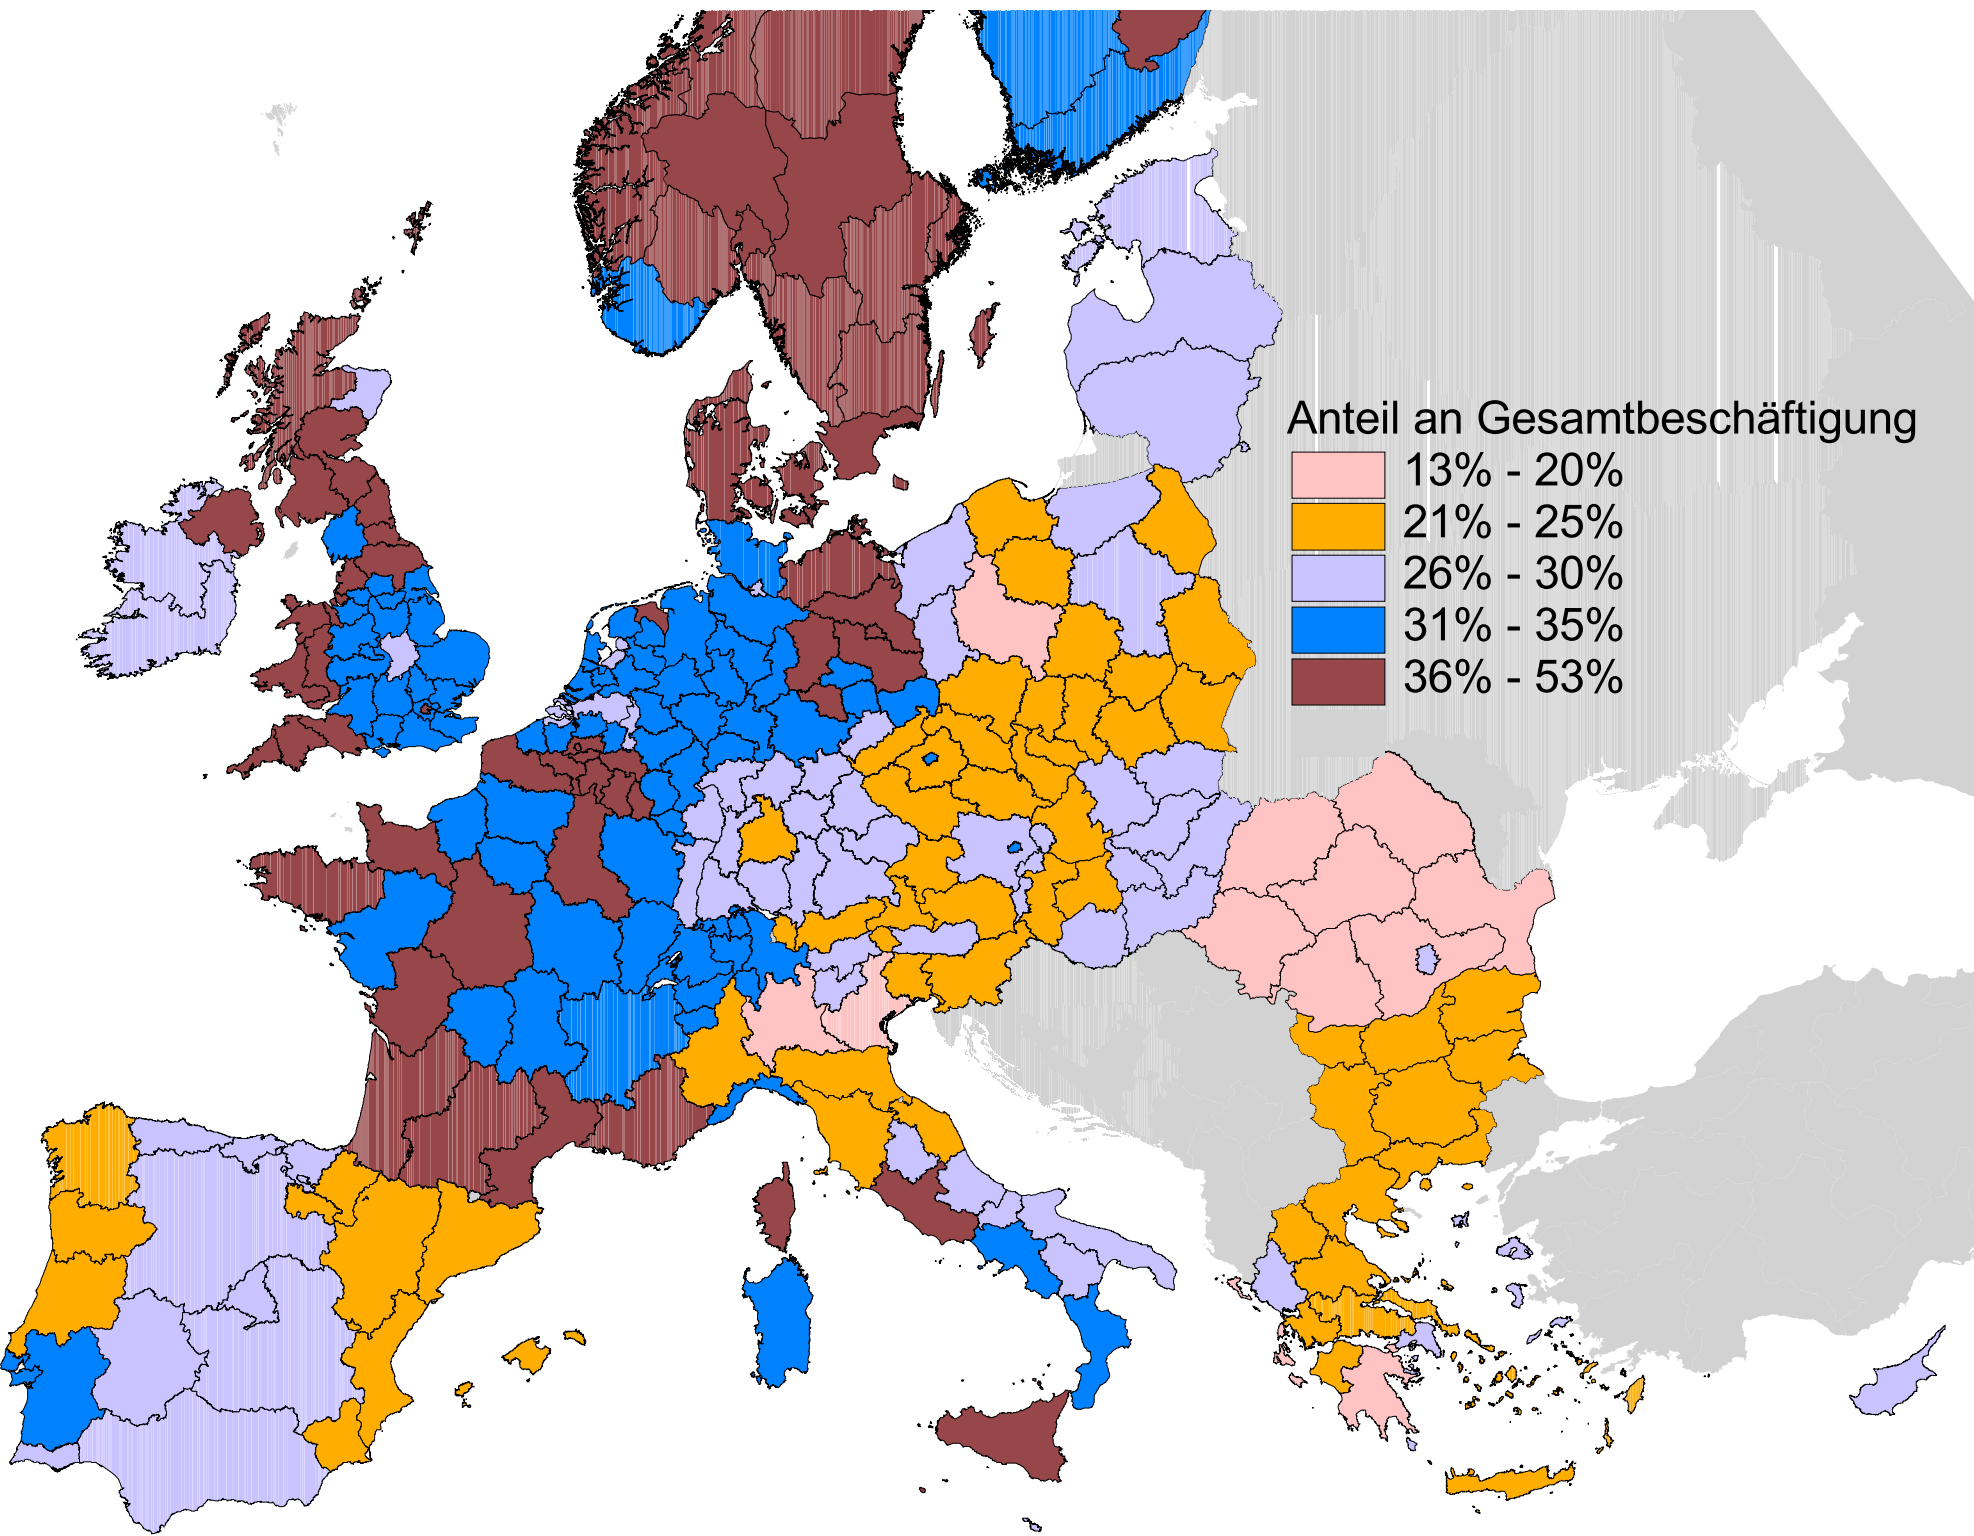 Anteil an Gesamtbeschäftigung
13% - 20%
21% - 25%
26% - 30%
31% - 35%
36% - 53%